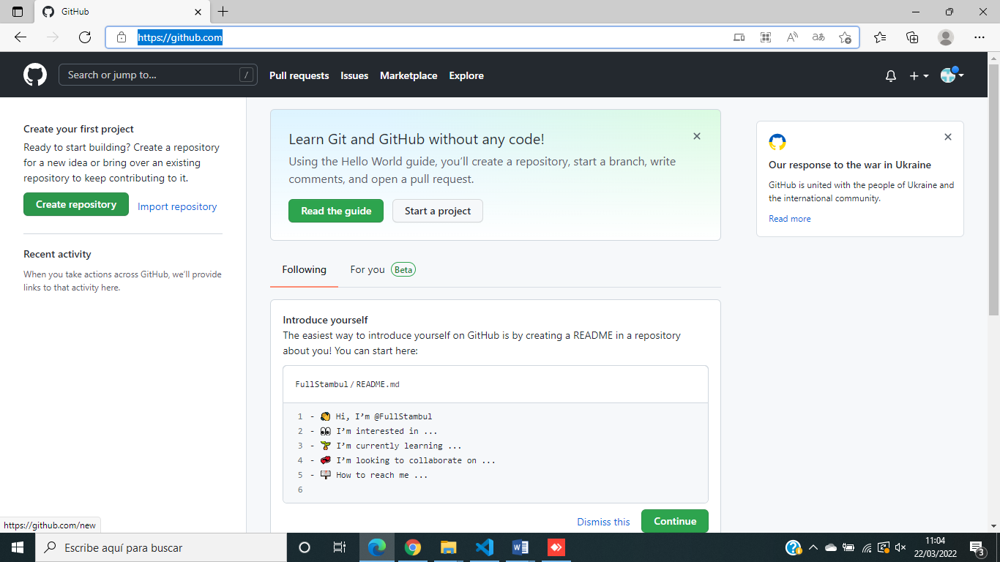 GitHub
https://github.com
Search or jump to... /
Pull requests Issues Marketplace Explore
Create your first project
Ready to start building? Create a repository
for a new idea or bring over an existing
repository to keep contributing to it.
Create repository Import repository
Recent activity
When you take actions across GitHub, we'll provide
links to that activity here.
Learn Git and GitHub without any code!
Using the Hello World guide, you'll create a repository, start a branch, write
comments, and open a pull request.
Read the guide Start a project
Following For you Beta
Introduce yourself
The easiest way to introduce yourself on GitHub is by creating a README in a repository
about you! You can start here:
FullStambul / README.md
1 - 👋 Hi, I'm @FullStambul
2 - 👀 I'm interested in ...
3 - 🌱 I'm currently learning ...
4 - 💞️ I'm looking to collaborate on ...
5 - 📫 How to reach me ...
6
Dismiss this Continue
Our response to the war in Ukraine
GitHub is united with the people of Ukraine and
the international community.
Read more
https://github.com/new
Escribe aquí para buscar
11:04
22/03/2022
3